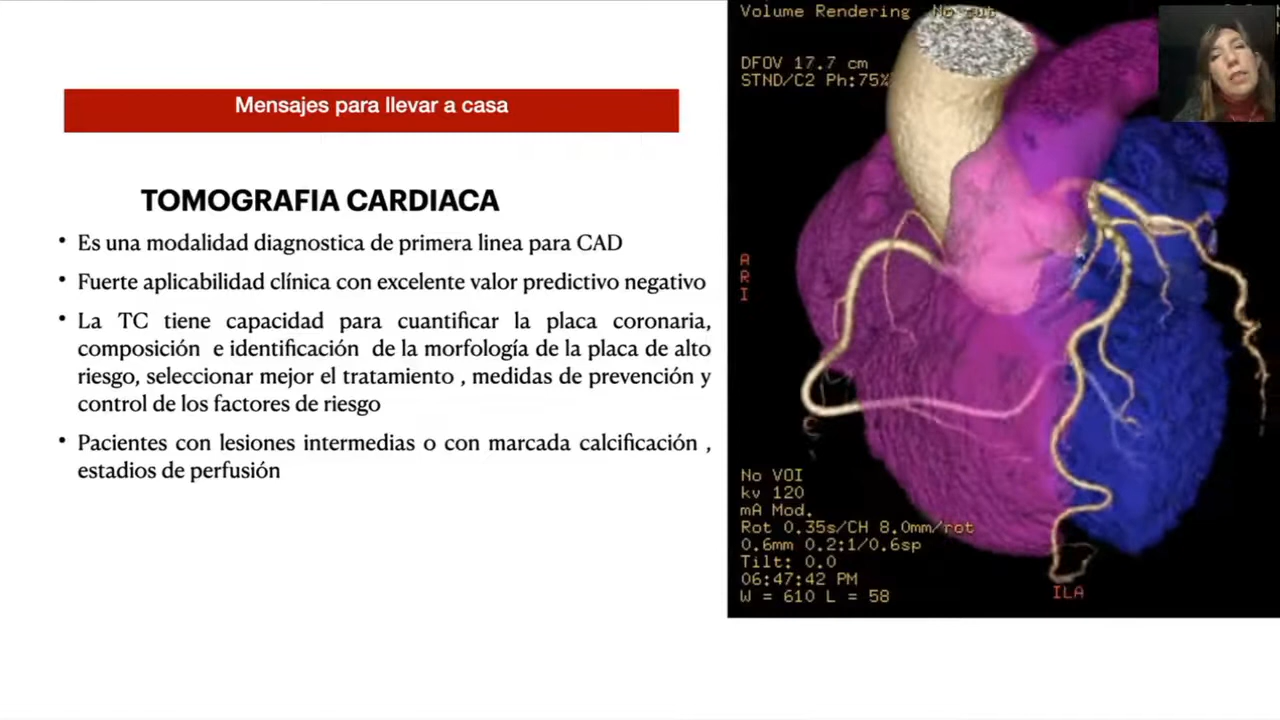 Mensajes para llevar a casa
TOMOGRAFIA CARDIACA
• Es una modalidad diagnostica de primera linea para CAD
• Fuerte aplicabilidad clínica con excelente valor predictivo negativo
• La TC tiene capacidad para cuantificar la placa coronaria,
composición e identificación de la morfología de la placa de alto
riesgo, seleccionar mejor el tratamiento , medidas de prevención y
control de los factores de riesgo
• Pacientes con lesiones intermedias o con marcada calcificación ,
estadios de perfusión
Volume Rendering No cut
DFOV 17.7 cm
STND/C2 Ph:75%
A
R
I
No VOI
kv 120
mA Mod.
Rot 0.35s/CH 8.0mm/rot
0.6mm 0.2:1/0.6sp
Tilt: 0.0
06:47:42 PM
W = 610 L = 58
ILA